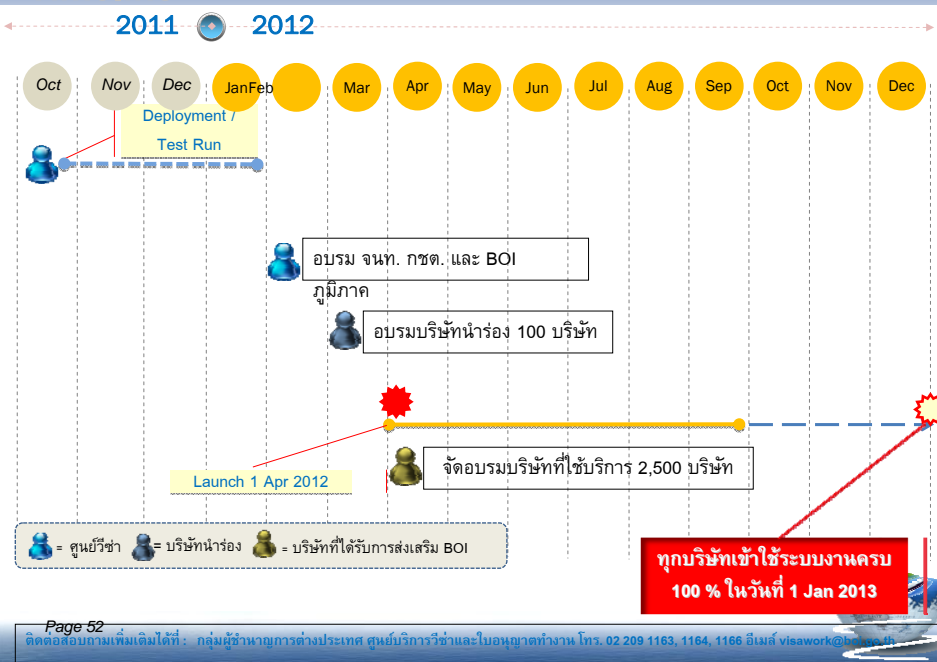 2011 2012
Oct Nov Dec JanFeb Mar Apr May Jun Jul Aug Sep Oct Nov Dec
Deployment /
Test Run
อบรม จนท. กชต. และ BOI
ภูมิภาค
อบรมบริษัทนำร่อง 100 บริษัท
จัดอบรมบริษัทที่ใช้บริการ 2,500 บริษัท
Launch 1 Apr 2012
= ศูนย์วีซ่า = บริษัทนำร่อง = บริษัทที่ได้รับการส่งเสริม BOI
ทุกบริษัทเข้าใช้ระบบงานครบ
100 % ในวันที่ 1 Jan 2013
Page 52
ติดต่อสอบถามเพิ่มเติมได้ที่ : กลุ่มผู้ชำนาญการต่างประเทศ ศูนย์บริการวีซ่าและใบอนุญาตทำงาน โทร. 02 209 1163, 1164, 1166 อีเมล์ visawork@boi.go.th